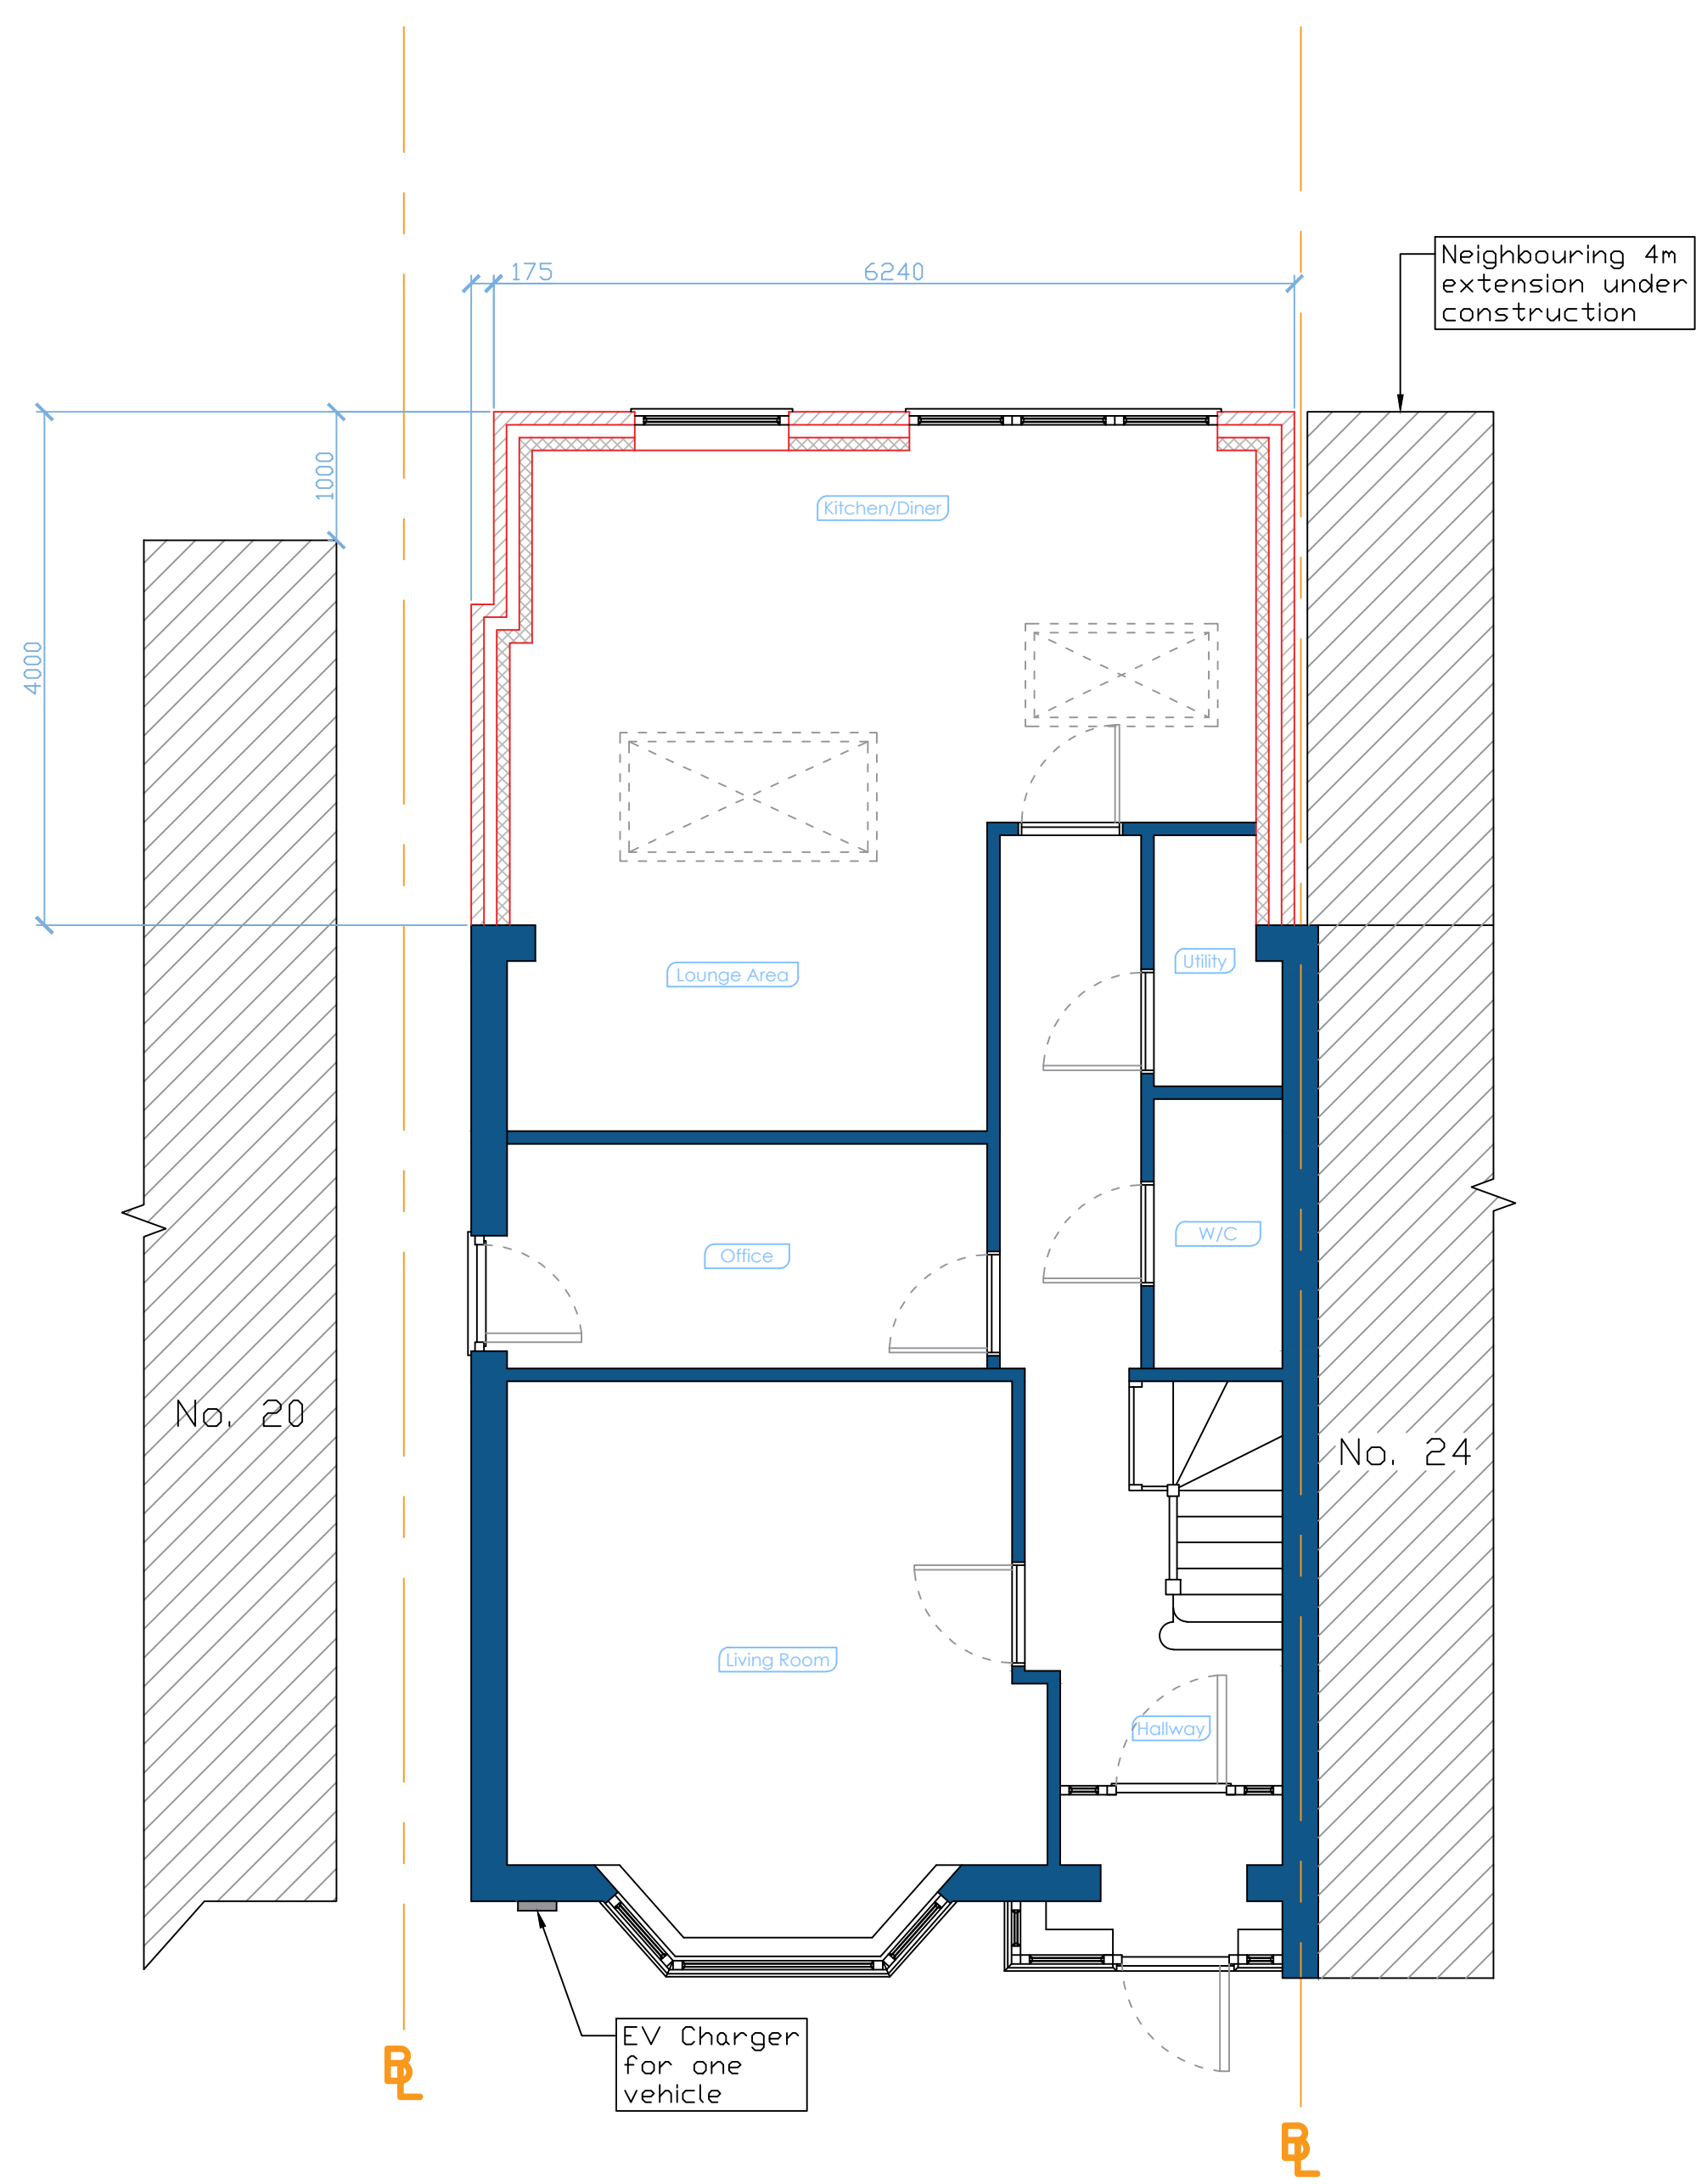 175
6240
Neighbouring 4m
extension under
construction
1000
4000
Kitchen/Diner
Lounge Area
Utility
Office
W/C
No. 20
No. 24
Living Room
Hallway
EV Charger
for one
vehicle
BL
BL